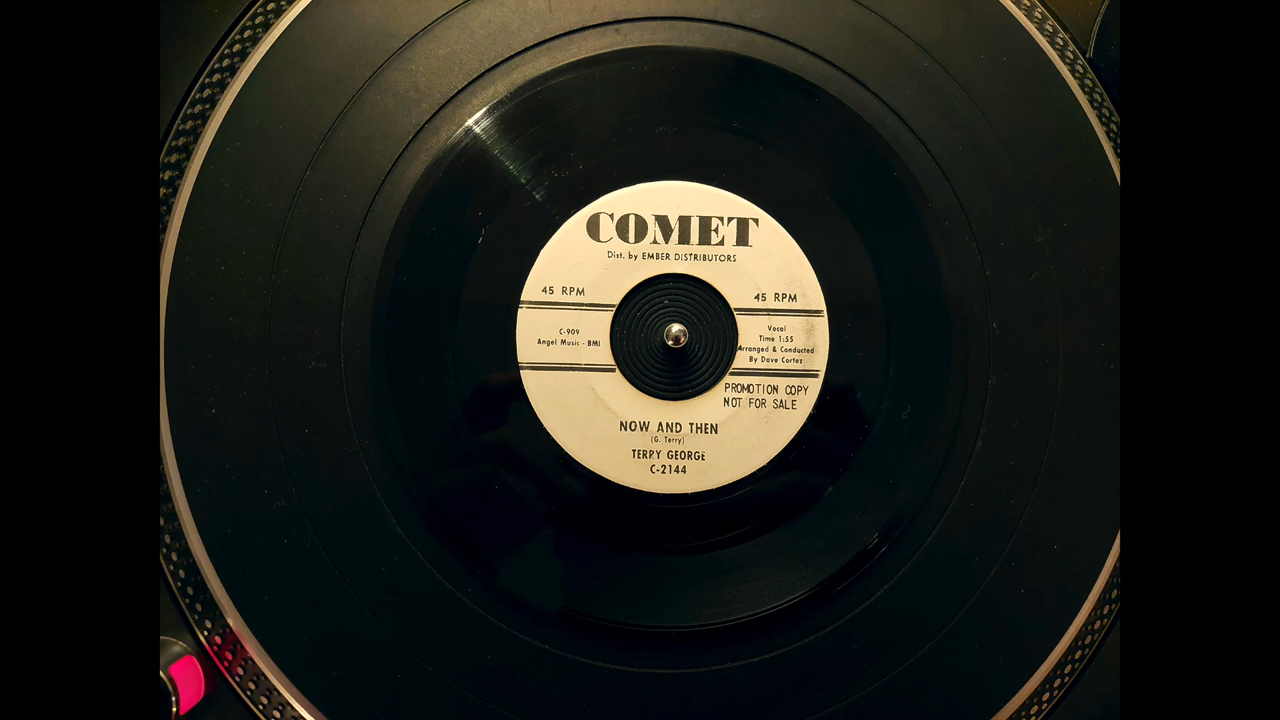 COMET
Dist. by EMBER DISTRIBUTORS
45 RPM
45 RPM
C-909
Angel Music - BMI
Vocal
Time 1:55
Arranged & Conducted
By Dave Cortez
PROMOTION COPY
NOT FOR SALE
NOW AND THEN
(G. Terry)
TERRY GEORGE
C-2144